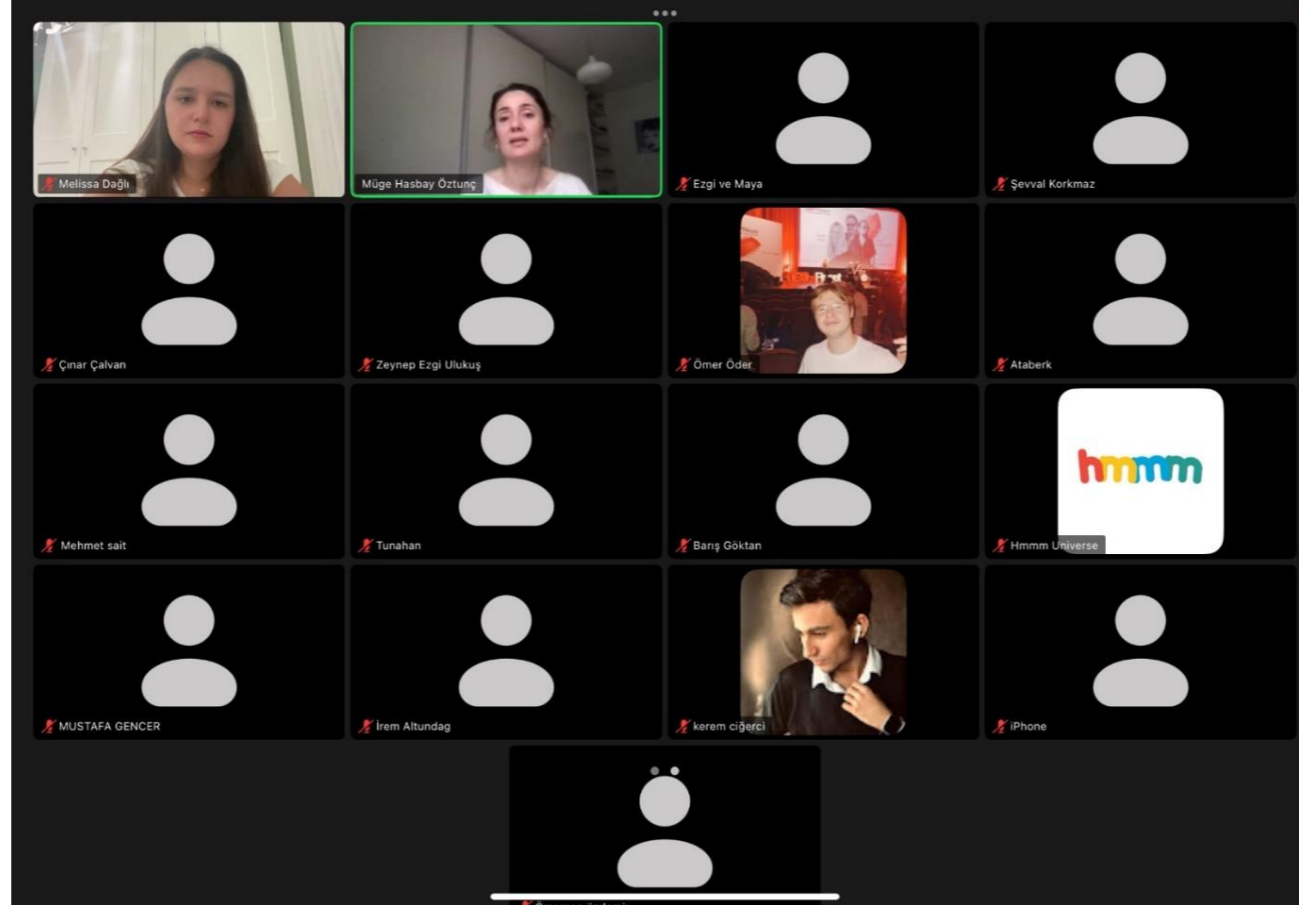 Melissa Dağlı
Müge Hasbay Öztunç
Ezgi ve Maya
Şevval Korkmaz
Çınar Çalvan
Zeynep Ezgi Ulukuş
Ömer Öder
Ataberk
Mehmet sait
Tunahan
Barış Göktan
hmmm
Hmmm Universe
MUSTAFA GENCER
İrem Altundag
kerem ciğerci
iPhone